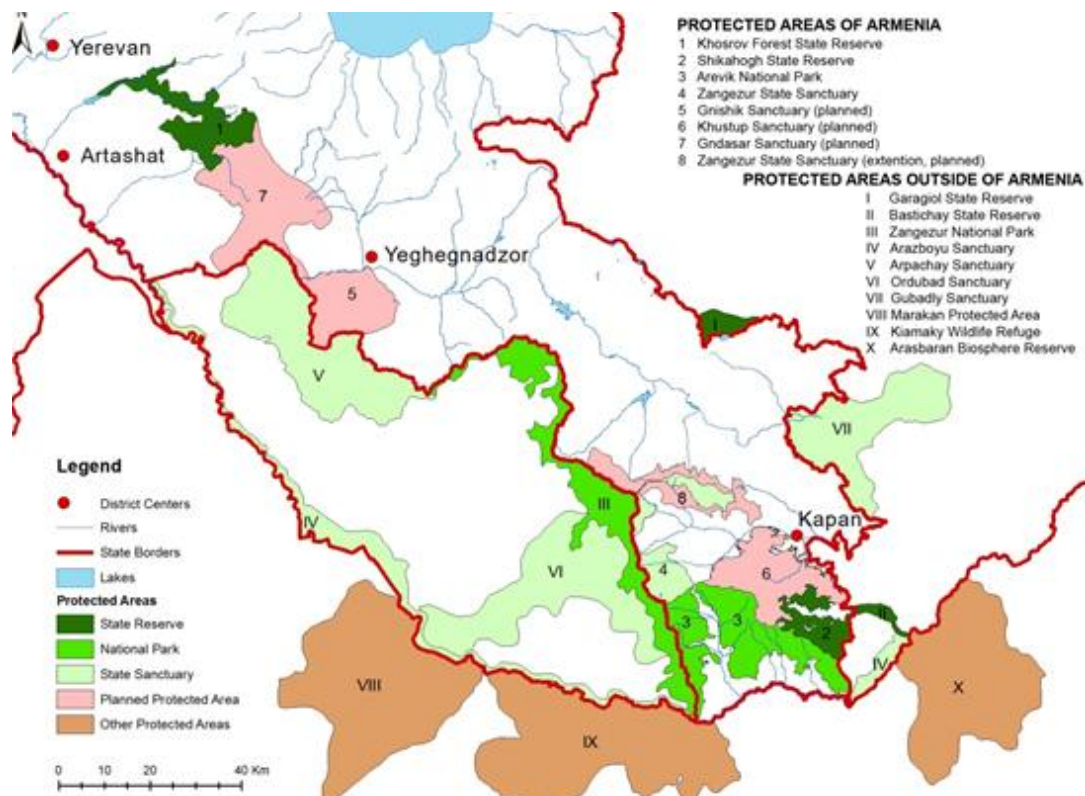 N
Yerevan
Artashat
Yeghegnadzor
Kapan
1
7
5
V
I
VII
III
8
IV
VI
4
6
3
3
2
II
IV
VIII
IX
X
PROTECTED AREAS OF ARMENIA
1 Khosrov Forest State Reserve
2 Shikahogh State Reserve
3 Arevik National Park
4 Zangezur State Sanctuary
5 Gnishik Sanctuary (planned)
6 Khustup Sanctuary (planned)
7 Gndasar Sanctuary (planned)
8 Zangezur State Sanctuary (extention, planned)
PROTECTED AREAS OUTSIDE OF ARMENIA
I Garagiol State Reserve
II Bastichay State Reserve
III Zangezur National Park
IV Arazboyu Sanctuary
V Arpachay Sanctuary
VI Ordubad Sanctuary
VII Gubadly Sanctuary
VIII Marakan Protected Area
IX Kiamaky Wildlife Refuge
X Arasbaran Biosphere Reserve
Legend
District Centers
Rivers
State Borders
Lakes
Protected Areas
State Reserve
National Park
State Sanctuary
Planned Protected Area
Other Protected Areas
0 10 20 40 Km